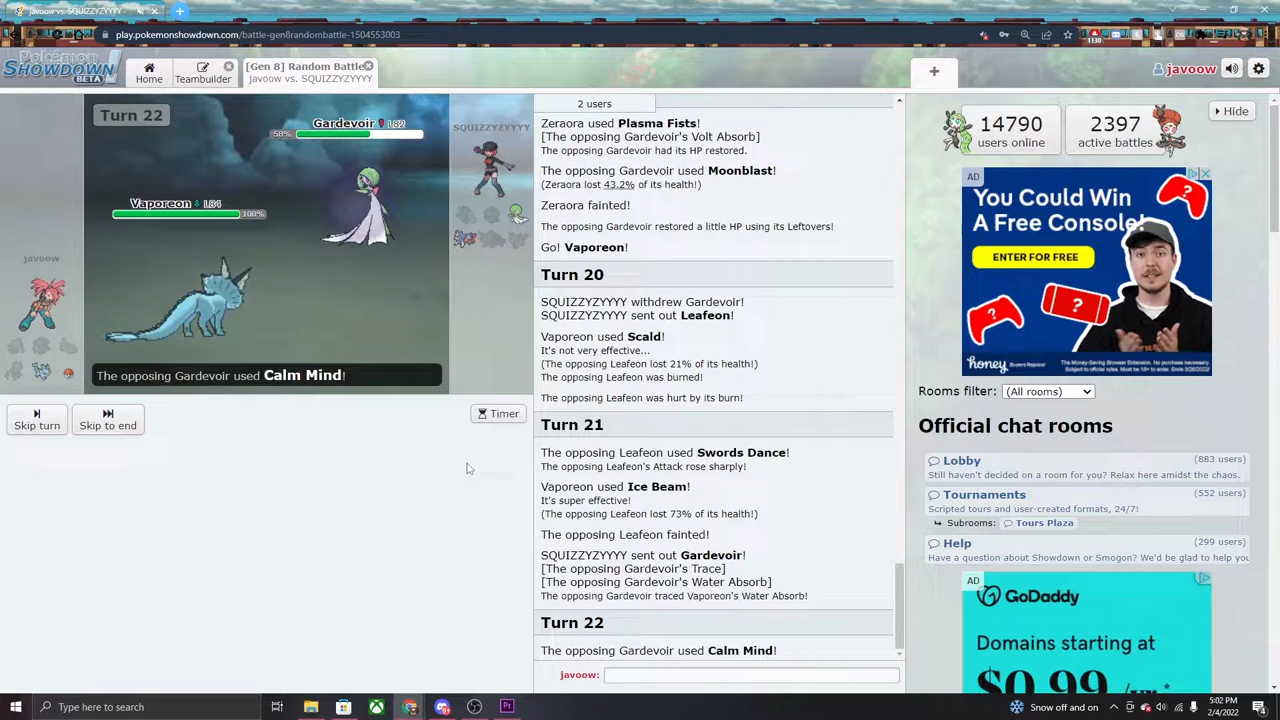 javoow vs. SQUIZZYZYYYY
play.pokemonshowdown.com/battle-gen8randombattle-1504553003
1130
Pokémon
SHOWDOWN
BETA
Home
Teambuilder
[Gen 8] Random Battle
javoow vs. SQUIZZYZYYYY
javoow
Turn 22
Gardevoir L82
58%
Vaporeon L84
100%
SQUIZZYZYYYY
javoow
The opposing Gardevoir used Calm Mind!
Skip turn
Skip to end
Timer
2 users
Zeraora used Plasma Fists!
[The opposing Gardevoir's Volt Absorb]
The opposing Gardevoir had its HP restored.
The opposing Gardevoir used Moonblast!
(Zeraora lost 43.2% of its health!)
Zeraora fainted!
The opposing Gardevoir restored a little HP using its Leftovers!
Go! Vaporeon!
Turn 20
SQUIZZYZYYYY withdrew Gardevoir!
SQUIZZYZYYYY sent out Leafeon!
Vaporeon used Scald!
It's not very effective...
(The opposing Leafeon lost 21% of its health!)
The opposing Leafeon was burned!
The opposing Leafeon was hurt by its burn!
Turn 21
The opposing Leafeon used Swords Dance!
The opposing Leafeon's Attack rose sharply!
Vaporeon used Ice Beam!
It's super effective!
(The opposing Leafeon lost 73% of its health!)
The opposing Leafeon fainted!
SQUIZZYZYYYY sent out Gardevoir!
[The opposing Gardevoir's Trace]
[The opposing Gardevoir's Water Absorb]
The opposing Gardevoir traced Vaporeon's Water Absorb!
Turn 22
The opposing Gardevoir used Calm Mind!
javoow:
14790
users online
2397
active battles
Hide
AD
You Could Win
A Free Console!
ENTER FOR FREE
honey
Rooms filter: (All rooms)
Official chat rooms
Lobby (883 users)
Still haven't decided on a room for you? Relax here amidst the chaos.
Tournaments (552 users)
Scripted tours and user-created formats, 24/7!
Subrooms: Tours Plaza
Help (299 users)
Have a question about Showdown or Smogon? We'd be glad to help you
AD
GoDaddy
Domains starting at
$0.99 /yr.*
Type here to search
Pr
Snow off and on
5:02 PM
2/4/2022
4